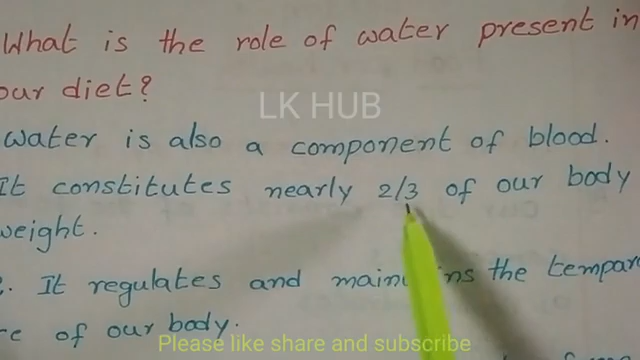 What is the role of water present in
our diet?
LK HUB
Water is also a component of blood.
It constitutes nearly 2/3 of our body
weight.
. It regulates and the tempar
re of our body.
Please like share and subscribe